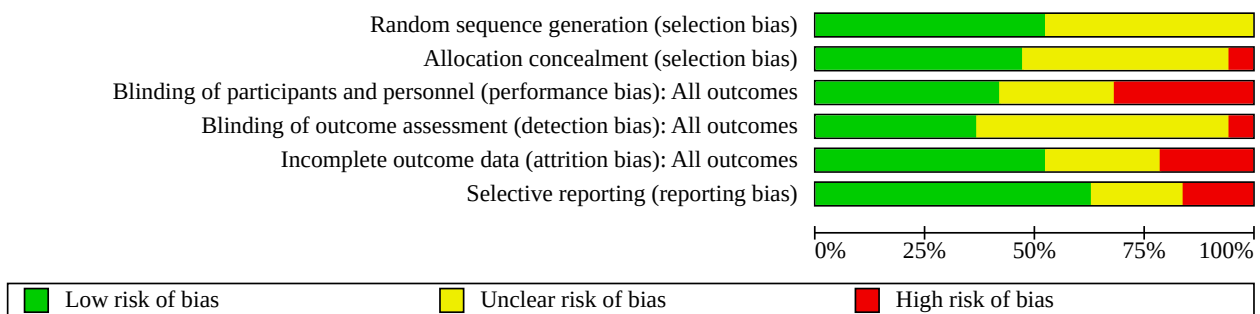 Random sequence generation (selection bias)
Allocation concealment (selection bias)
Blinding of participants and personnel (performance bias): All outcomes
Blinding of outcome assessment (detection bias): All outcomes
Incomplete outcome data (attrition bias): All outcomes
Selective reporting (reporting bias)
0% 25% 50% 75% 100%
Low risk of bias Unclear risk of bias High risk of bias